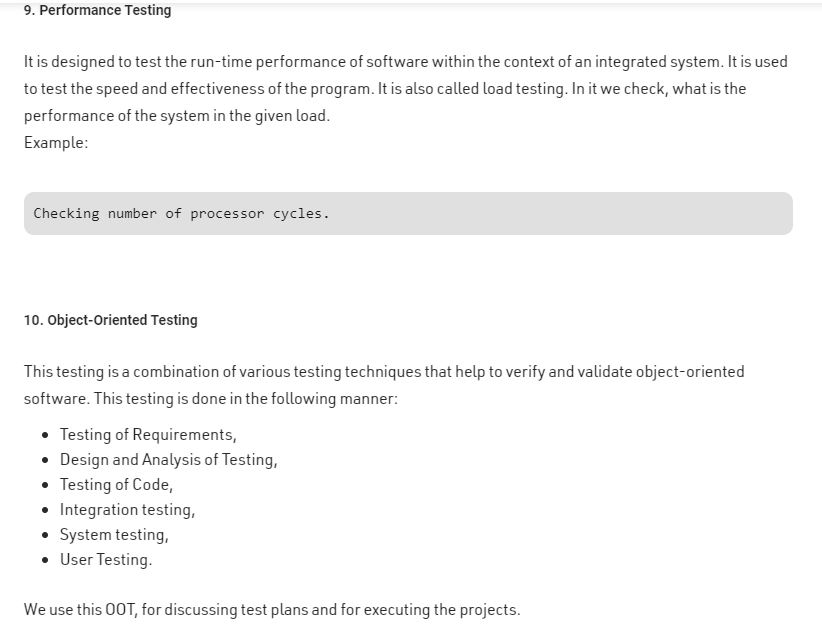 9. Performance Testing
It is designed to test the run-time performance of software within the context of an integrated system. It is used
to test the speed and effectiveness of the program. It is also called load testing. In it we check, what is the
performance of the system in the given load.
Example:
Checking number of processor cycles.
10. Object-Oriented Testing
This testing is a combination of various testing techniques that help to verify and validate object-oriented
software. This testing is done in the following manner:
• Testing of Requirements,
• Design and Analysis of Testing,
• Testing of Code,
• Integration testing,
• System testing,
• User Testing.
We use this OOT, for discussing test plans and for executing the projects.